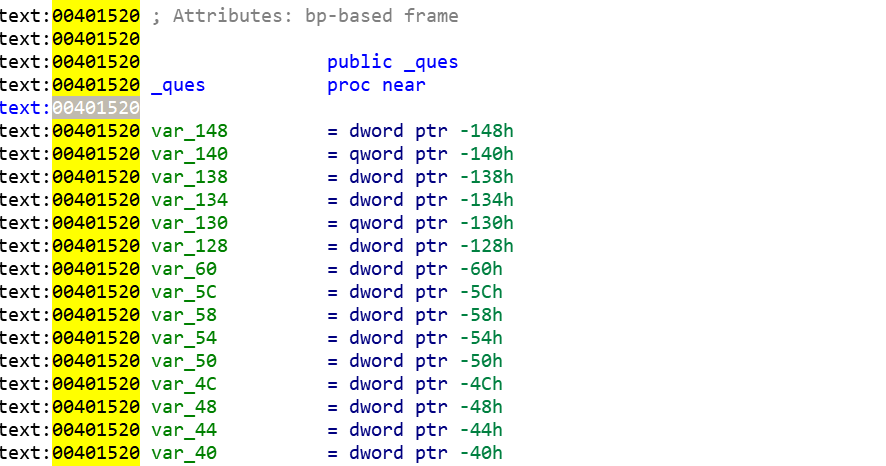 text:00401520 ; Attributes: bp-based frame
text:00401520
text:00401520 public _ques
text:00401520 _ques proc near
text:00401520
text:00401520 var_148 = dword ptr -148h
text:00401520 var_140 = qword ptr -140h
text:00401520 var_138 = dword ptr -138h
text:00401520 var_134 = dword ptr -134h
text:00401520 var_130 = qword ptr -130h
text:00401520 var_128 = dword ptr -128h
text:00401520 var_60 = dword ptr -60h
text:00401520 var_5C = dword ptr -5Ch
text:00401520 var_58 = dword ptr -58h
text:00401520 var_54 = dword ptr -54h
text:00401520 var_50 = dword ptr -50h
text:00401520 var_4C = dword ptr -4Ch
text:00401520 var_48 = dword ptr -48h
text:00401520 var_44 = dword ptr -44h
text:00401520 var_40 = dword ptr -40h